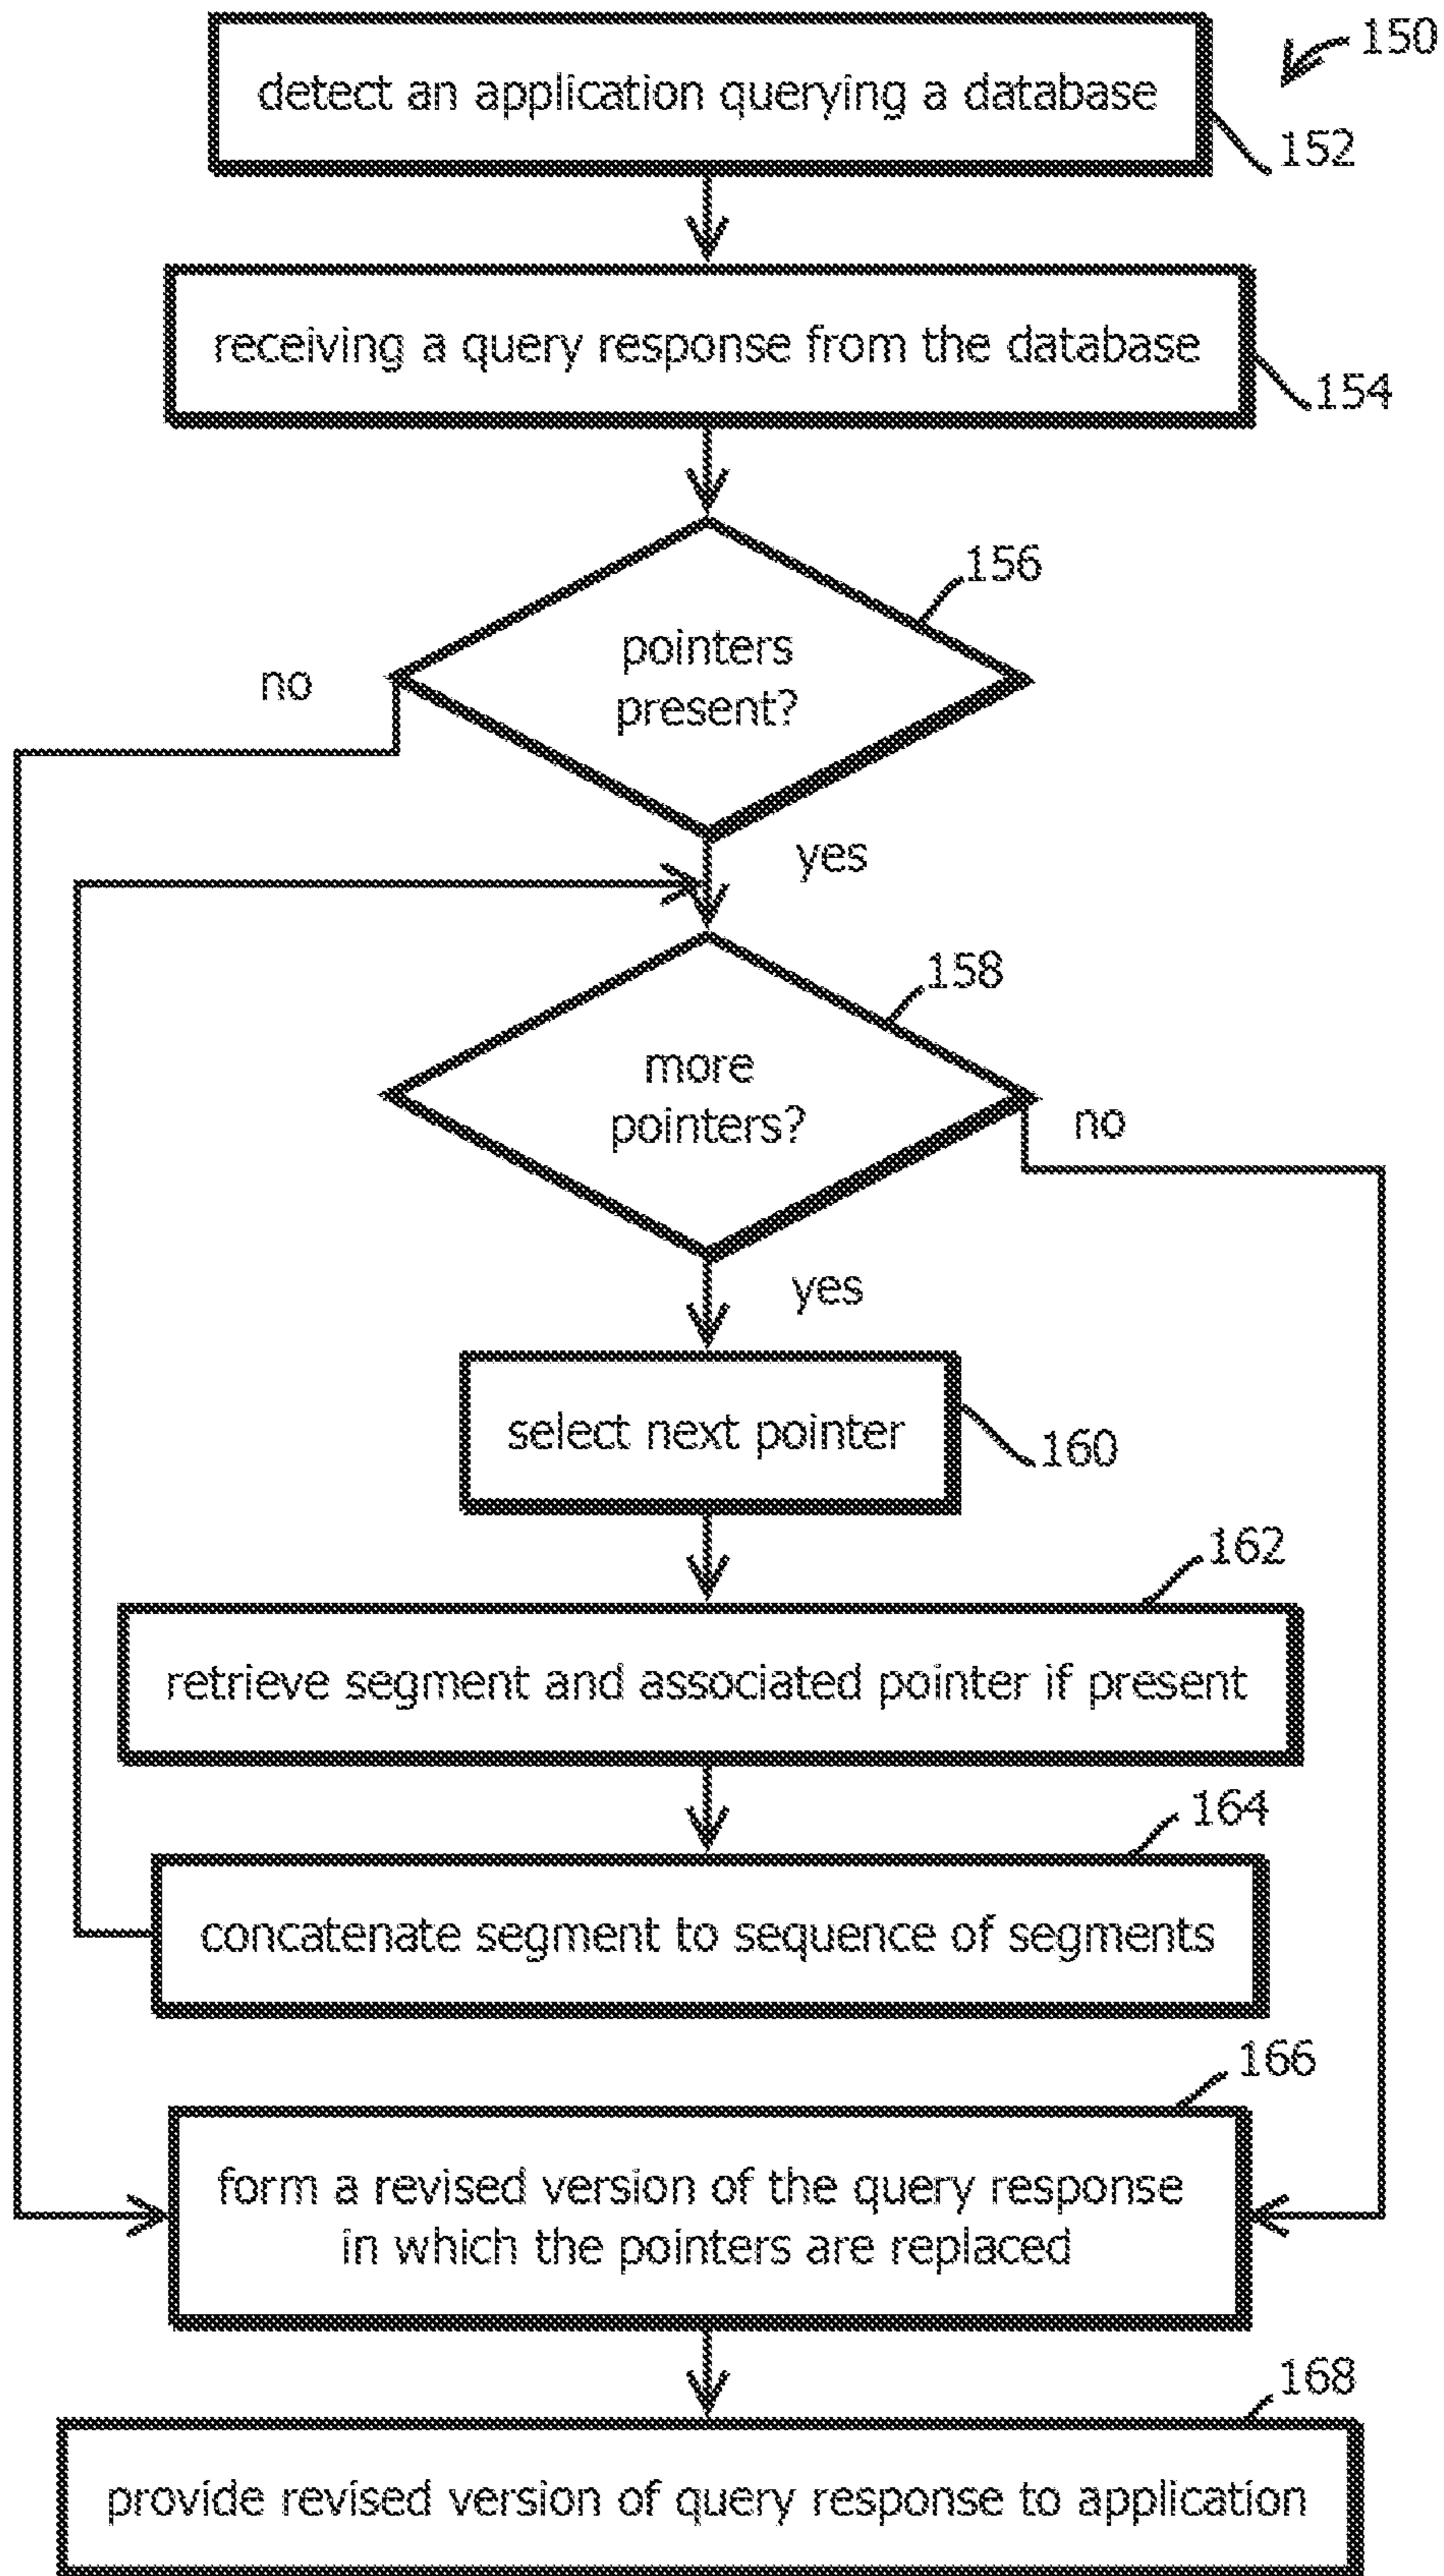 150
detect an application querying a database
152
receiving a query response from the database
154
156
pointers
present?
no
yes
158
more
pointers?
no
yes
select next pointer
160
162
retrieve segment and associated pointer if present
164
concatenate segment to sequence of segments
166
form a revised version of the query response
in which the pointers are replaced
168
provide revised version of query response to application